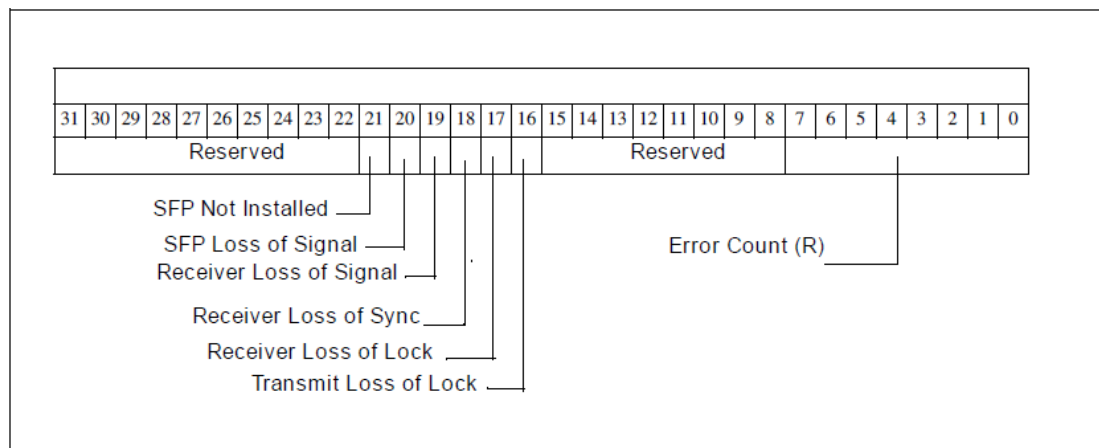 31 30 29 28 27 26 25 24 23 22 21 20 19 18 17 16 15 14 13 12 11 10 9 8 7 6 5 4 3 2 1 0
Reserved Reserved
SFP Not Installed
SFP Loss of Signal
Error Count (R)
Receiver Loss of Signal
Receiver Loss of Sync
Receiver Loss of Lock
Transmit Loss of Lock